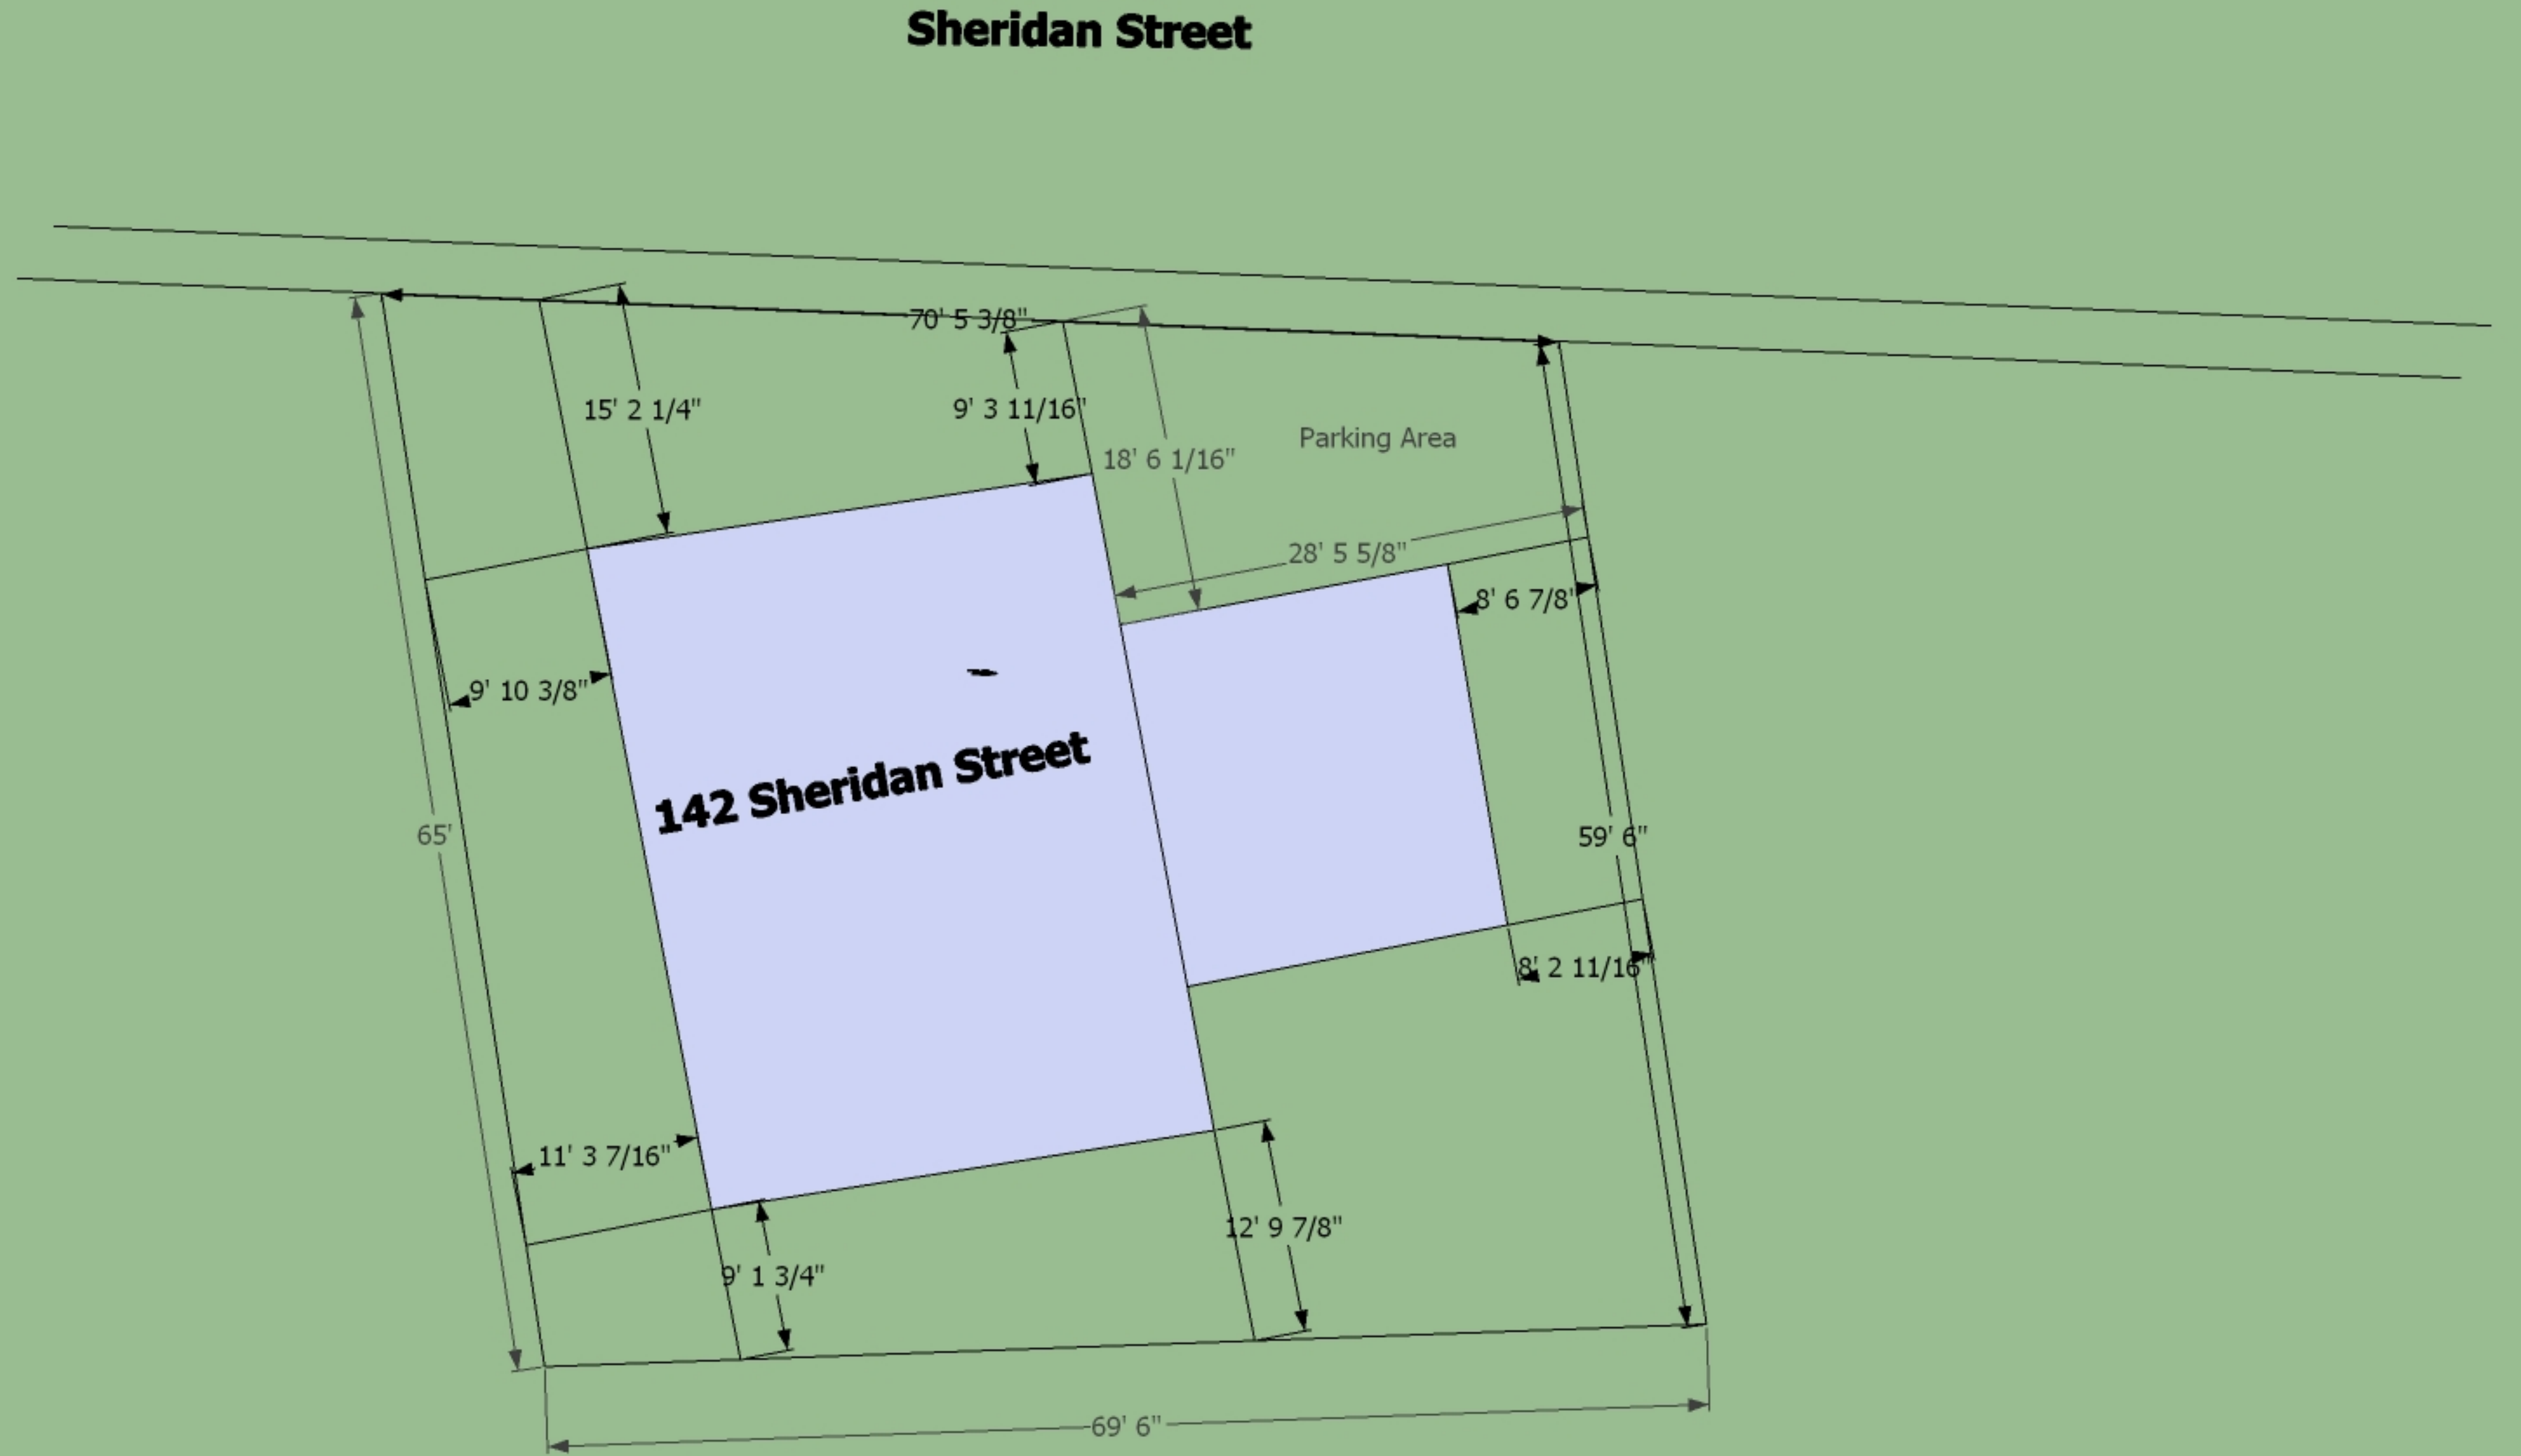 Sheridan Street
70' 5 3/8"
15' 2 1/4"
9' 3 11/16"
18' 6 1/16"
Parking Area
28' 5 5/8"
8' 6 7/8"
9' 10 3/8"
142 Sheridan Street
65'
59' 6"
8' 2 11/16"
11' 3 7/16"
12' 9 7/8"
9' 1 3/4"
69' 6"